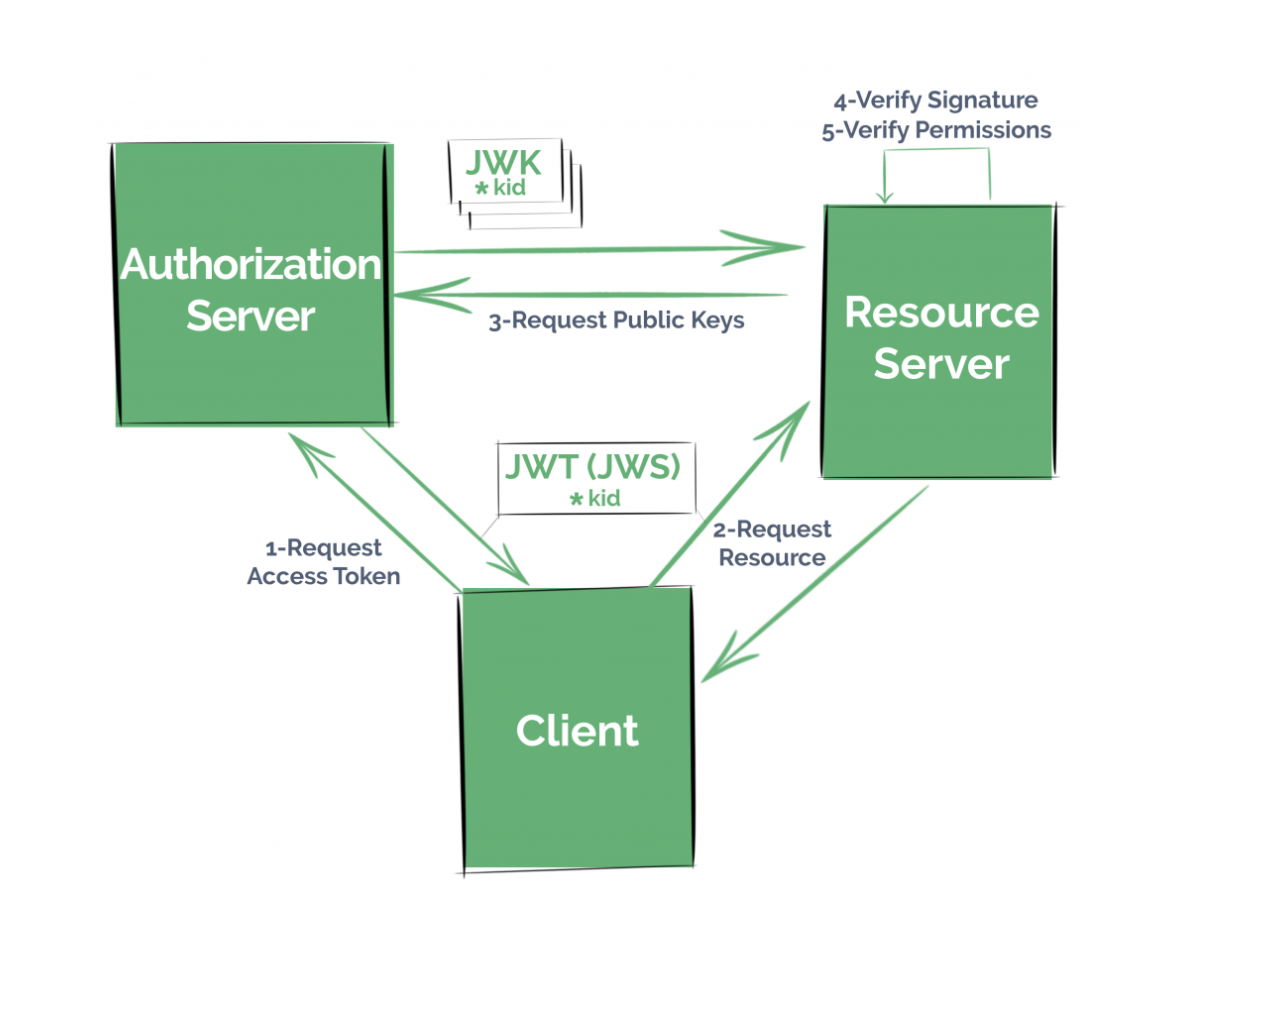 4-Verify Signature
5-Verify Permissions
JWK
* kid
Authorization
Server
Resource
Server
3-Request Public Keys
JWT (JWS)
* kid
2-Request
Resource
1-Request
Access Token
Client